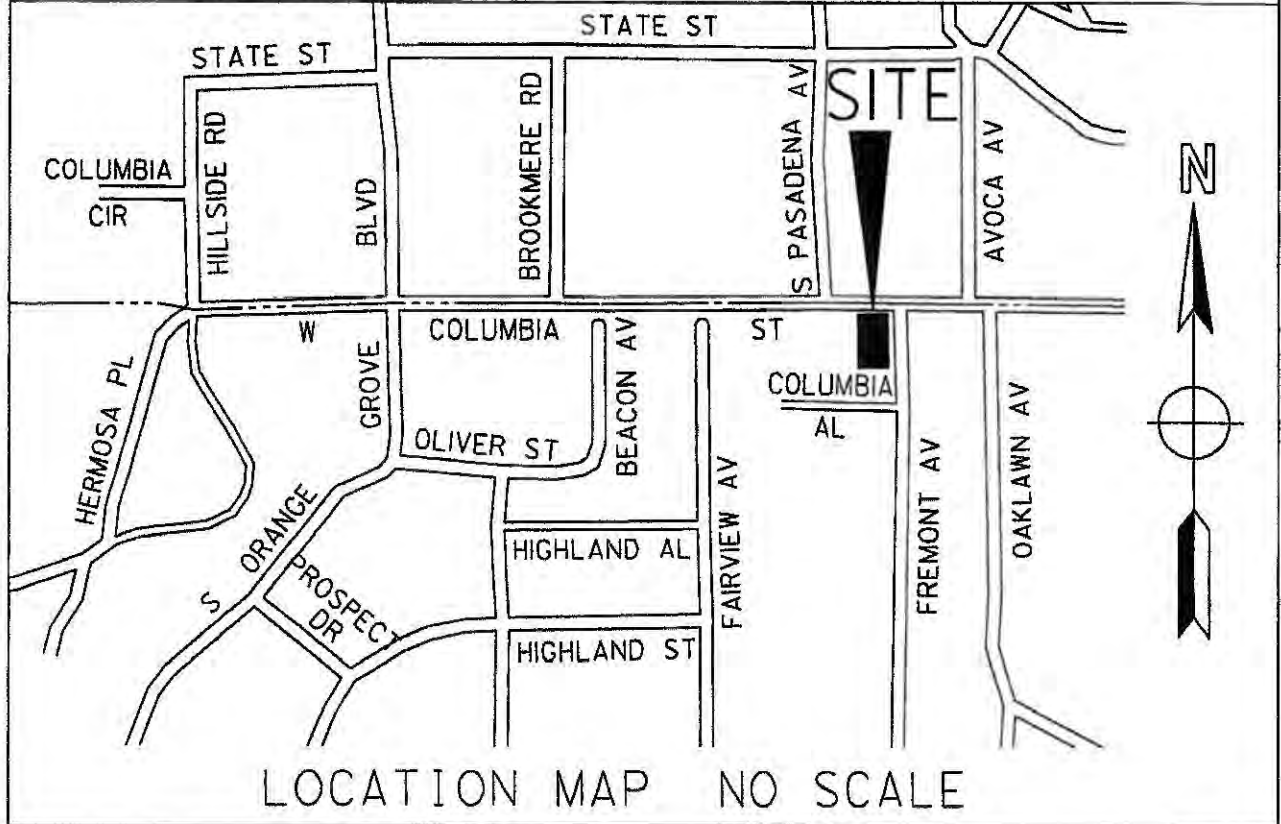 STATE ST
STATE ST
SITE
N
COLUMBIA
CIR
HILLSIDE RD
BLVD
BROOKMERE RD
S PASADENA AV
AVOCA AV
W
COLUMBIA
ST
HERMOSA PL
GROVE
OLIVER ST
BEACON AV
FAIRVIEW AV
COLUMBIA
AL
FREMONT AV
OAKLAWN AV
S
ORANGE
PROSPECT
DR
HIGHLAND AL
HIGHLAND ST
LOCATION MAP NO SCALE